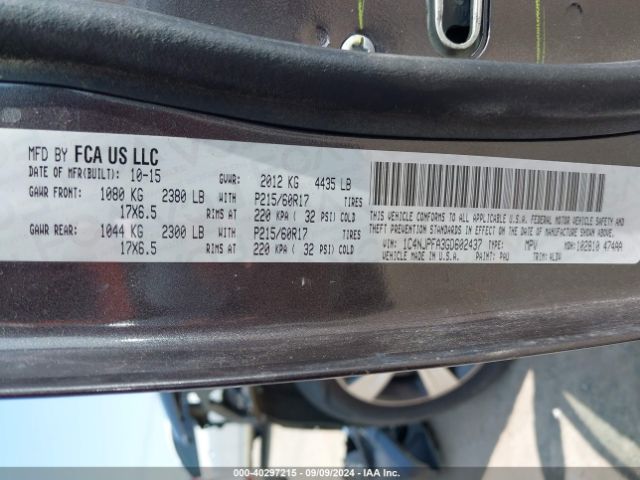 MFD BY FCA US LLC
DATE OF MFR(BUILT): 10-15 GVWR: 2012 KG 4435 LB
GAWR FRONT: 1080 KG 2380 LB WITH P215/60R17 TIRES
17X6.5 RIMS AT 220 KPA ( 32 PSI) COLD
GAWR REAR: 1044 KG 2300 LB WITH P215/60R17 TIRES
17X6.5 RIMS AT 220 KPA ( 32 PSI) COLD
THIS VEHICLE CONFORMS TO ALL APPLICABLE U.S.A. FEDERAL MOTOR VEHICLE SAFETY AND
THEFT PREVENTION STANDARDS IN EFFECT ON THE DATE OF MANUFACTURE SHOWN ABOVE.
VIN: 1C4NJPFA3GD602437 TYPE: MPV MDH: 102810 474AA
MADE IN U.S.A. PAINT: PAU TRIM: ALDV
000-40297215 - 09/09/2024 - IAA Inc.